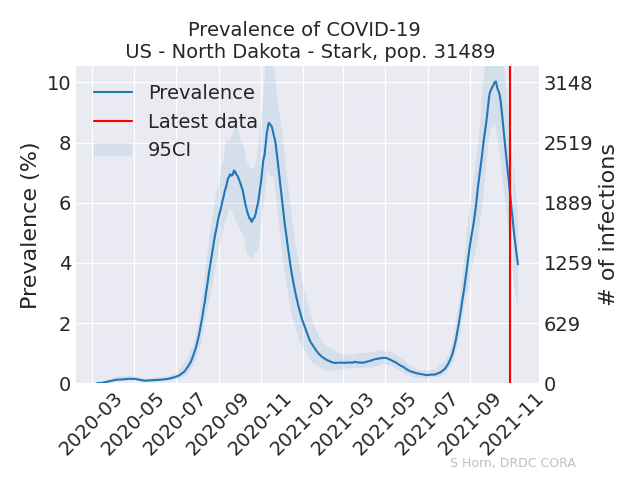 Prevalence of COVID-19
US - North Dakota - Stark, pop. 31489
Prevalence (%)
10
8
6
4
2
0
Prevalence
Latest data
95CI
3148
2519
1889
1259
629
0
# of infections
2020-03
2020-05
2020-07
2020-09
2020-11
2021-01
2021-03
2021-05
2021-07
2021-09
2021-11
S Horn, DRDC CORA